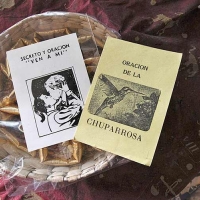 SECRETO Y ORACION
"VEN A MI"
ORACION
DE LA
CHUPARROSA